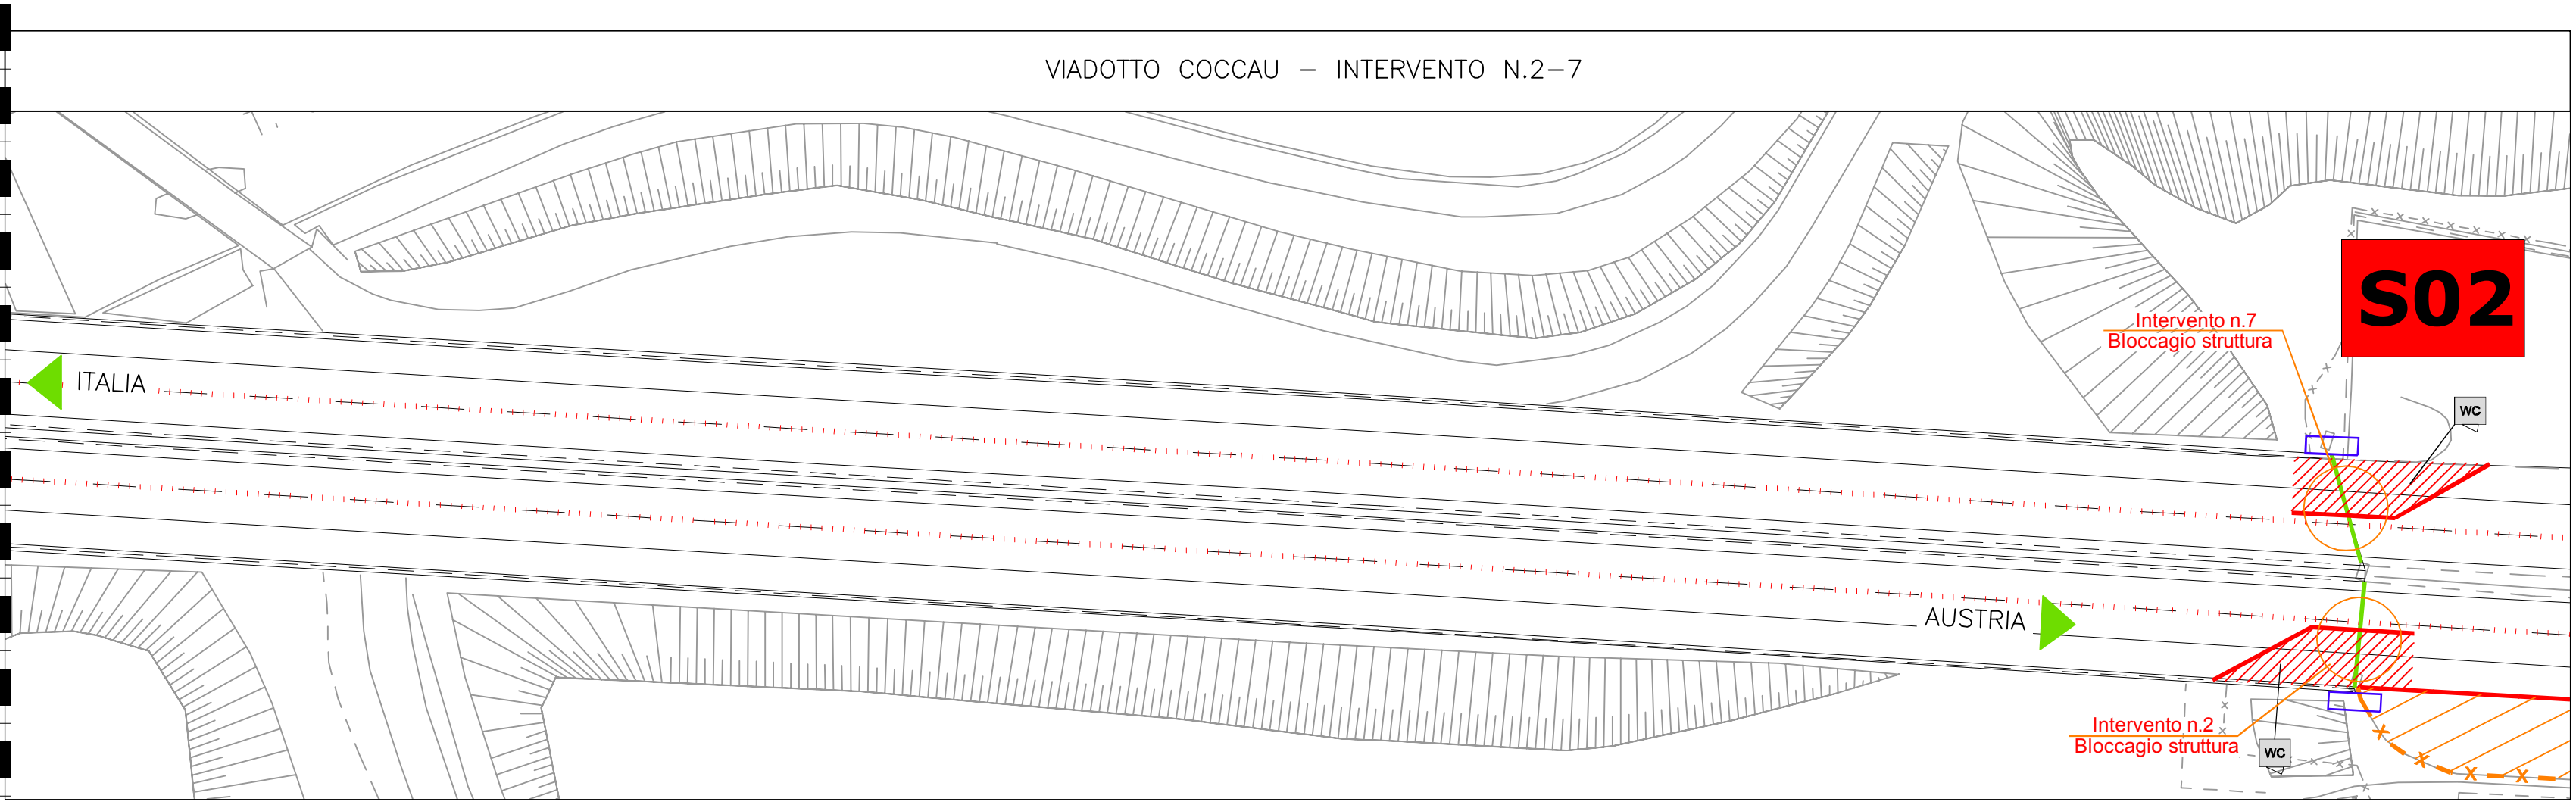 VIADOTTO COCCAU – INTERVENTO N.2–7
S02
Intervento n.7
Bloccagio struttura
ITALIA
WC
AUSTRIA
Intervento n.2
Bloccagio struttura
WC